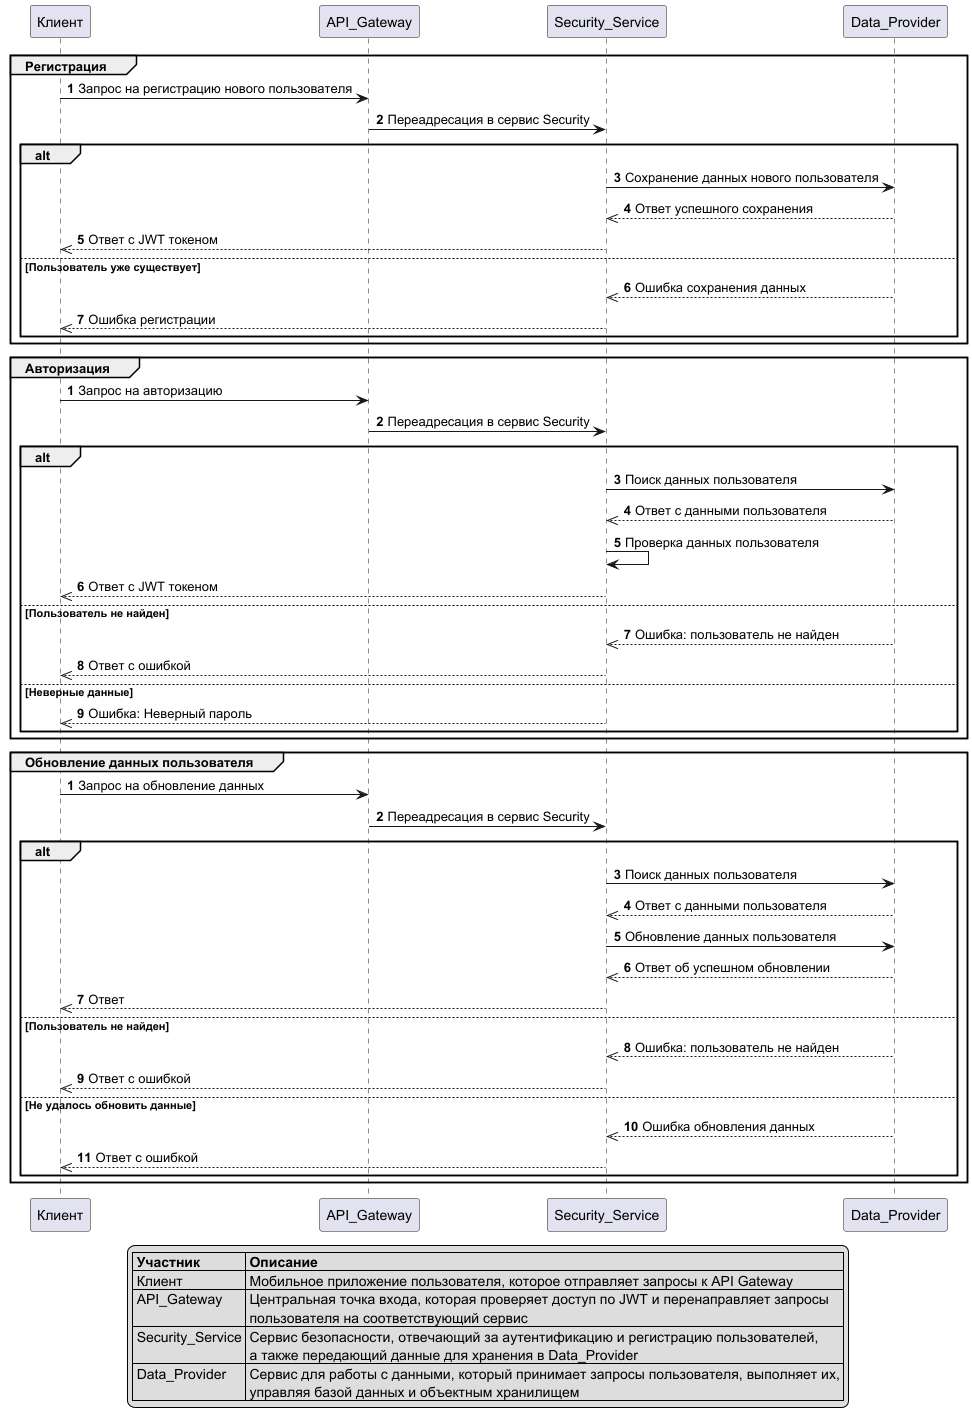 Клиент API_Gateway Security_Service Data_Provider
Регистрация
1 Запрос на регистрацию нового пользователя
2 Переадресация в сервис Security
alt
3 Сохранение данных нового пользователя
4 Ответ успешного сохранения
5 Ответ с JWT токеном
[Пользователь уже существует]
6 Ошибка сохранения данных
7 Ошибка регистрации
Авторизация
1 Запрос на авторизацию
2 Переадресация в сервис Security
alt
3 Поиск данных пользователя
4 Ответ с данными пользователя
5 Проверка данных пользователя
6 Ответ с JWT токеном
[Пользователь не найден]
7 Ошибка: пользователь не найден
8 Ответ с ошибкой
[Неверные данные]
9 Ошибка: Неверный пароль
Обновление данных пользователя
1 Запрос на обновление данных
2 Переадресация в сервис Security
alt
3 Поиск данных пользователя
4 Ответ с данными пользователя
5 Обновление данных пользователя
6 Ответ об успешном обновлении
7 Ответ
[Пользователь не найден]
8 Ошибка: пользователь не найден
9 Ответ с ошибкой
[Не удалось обновить данные]
10 Ошибка обновления данных
11 Ответ с ошибкой
Клиент API_Gateway Security_Service Data_Provider
Участник Описание
Клиент Мобильное приложение пользователя, которое отправляет запросы к API Gateway
API_Gateway Центральная точка входа, которая проверяет доступ по JWT и перенаправляет запросы
пользователя на соответствующий сервис
Security_Service Сервис безопасности, отвечающий за аутентификацию и регистрацию пользователей,
а также передающий данные для хранения в Data_Provider
Data_Provider Сервис для работы с данными, который принимает запросы пользователя, выполняет их,
управляя базой данных и объектным хранилищем